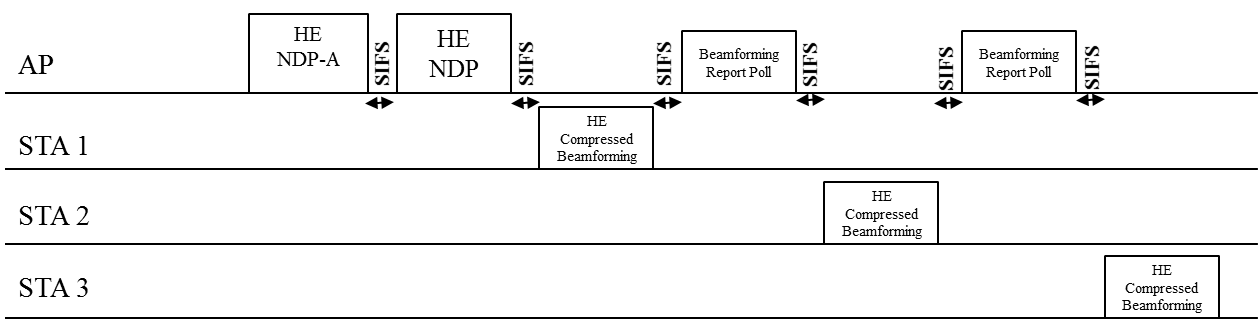 AP
HE
NDP-A
SIFS
HE
NDP
SIFS
SIFS
Beamforming
Report Poll
SIFS
SIFS
Beamforming
Report Poll
SIFS
STA 1
HE
Compressed
Beamforming
STA 2
HE
Compressed
Beamforming
STA 3
HE
Compressed
Beamforming